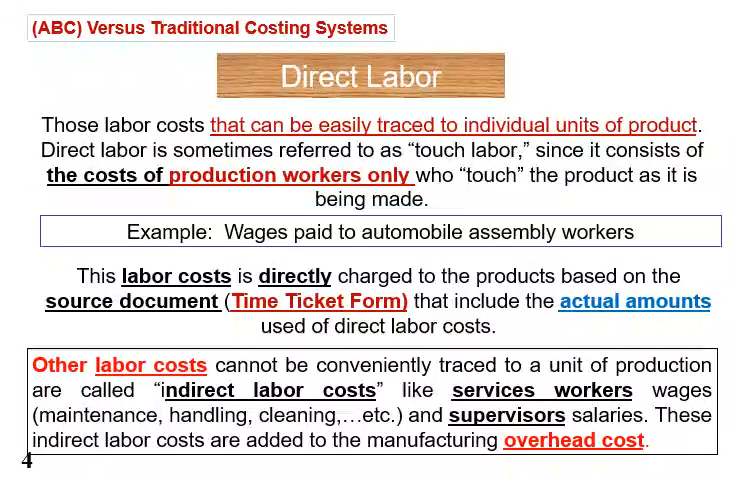 (ABC) Versus Traditional Costing Systems
Direct Labor
Those labor costs that can be easily traced to individual units of product.
Direct labor is sometimes referred to as “touch labor,” since it consists of
the costs of production workers only who “touch” the product as it is
being made.
Example: Wages paid to automobile assembly workers
This labor costs is directly charged to the products based on the
source document (Time Ticket Form) that include the actual amounts
used of direct labor costs.
Other labor costs cannot be conveniently traced to a unit of production
are called “indirect labor costs” like services workers wages
(maintenance, handling, cleaning,…etc.) and supervisors salaries. These
indirect labor costs are added to the manufacturing overhead cost.
4